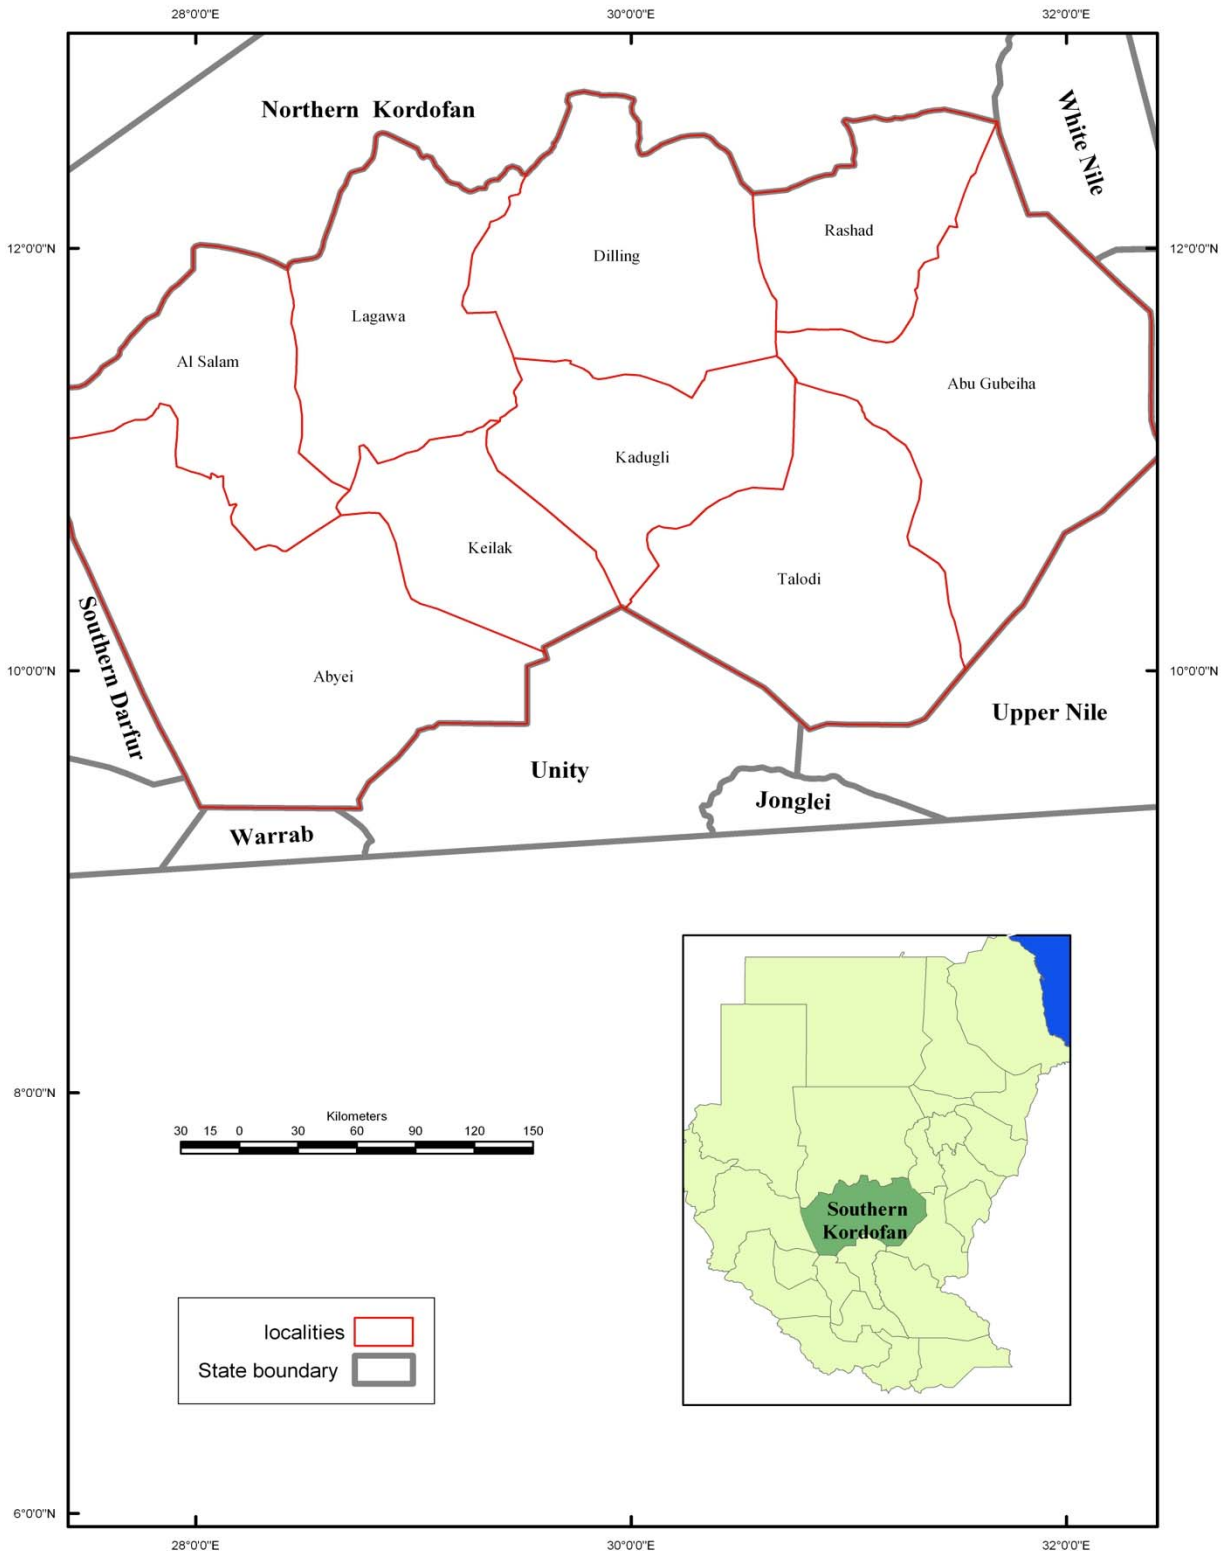 28°0'0"E
30°0'0"E
32°0'0"E
Northern Kordofan
White Nile
12°0'0"N
12°0'0"N
Rashad
Dilling
Lagawa
Al Salam
Abu Gubeiha
Kadugli
Keilak
Talodi
Southern Darfur
10°0'0"N
10°0'0"N
Abyei
Upper Nile
Unity
Jonglei
Warrab
8°0'0"N
8°0'0"N
Kilometers
30 15 0 30 60 90 120 150
Southern
Kordofan
localities
State boundary
6°0'0"N
28°0'0"E
30°0'0"E
32°0'0"E